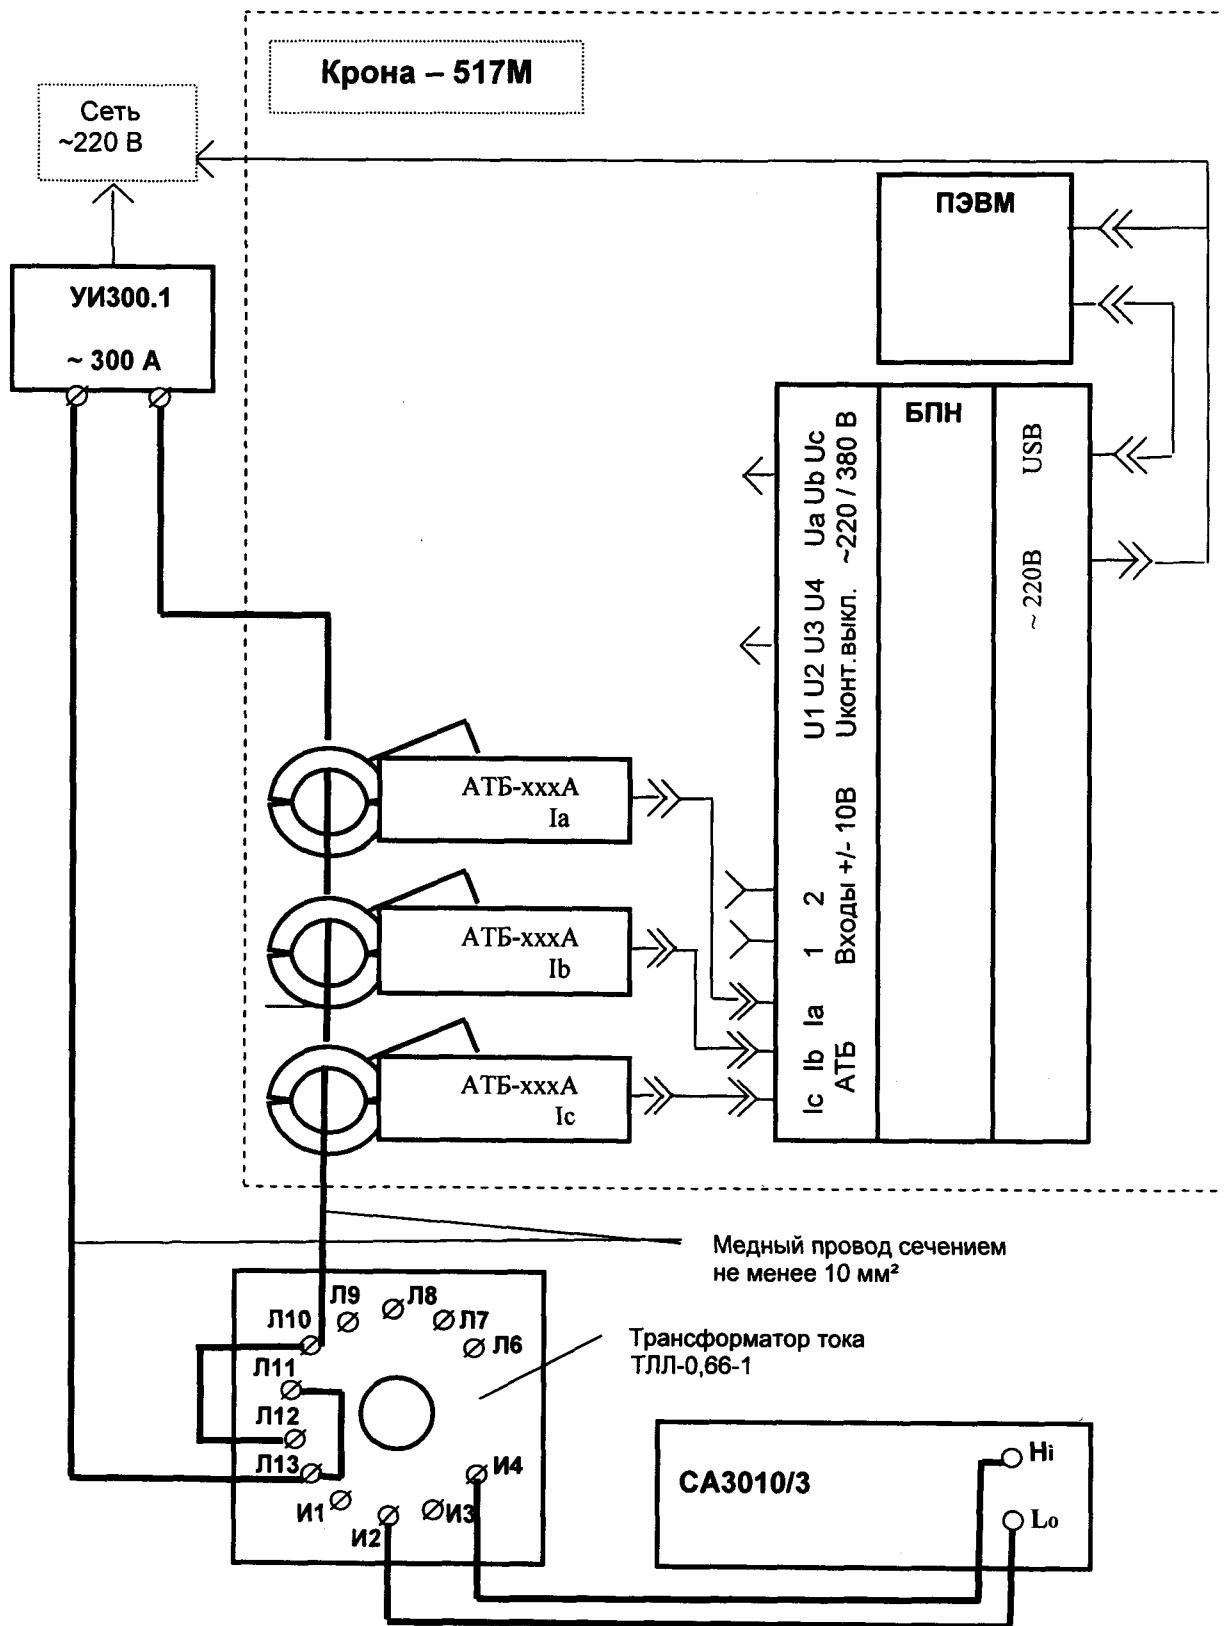 Крона – 517М
Сеть
~220 В
ПЭВМ
УИ300.1
~ 300 А
БПН
Ua Ub Uc
~220 / 380 В
USB
~ 220В
U1 U2 U3 U4
Uконт.выкл.
1 2
Входы +/- 10В
Ic Ib Ia
АТБ
АТБ-xxxА
Ia
АТБ-xxxА
Ib
АТБ-xxxА
Ic
Медный провод сечением
не менее 10 мм²
Л9
Л8
Л10
Л7
Л6
Трансформатор тока
ТЛЛ-0,66-1
Л11
Л12
Л13
И4
И1
И2
И3
СА3010/3
Hi
Lo